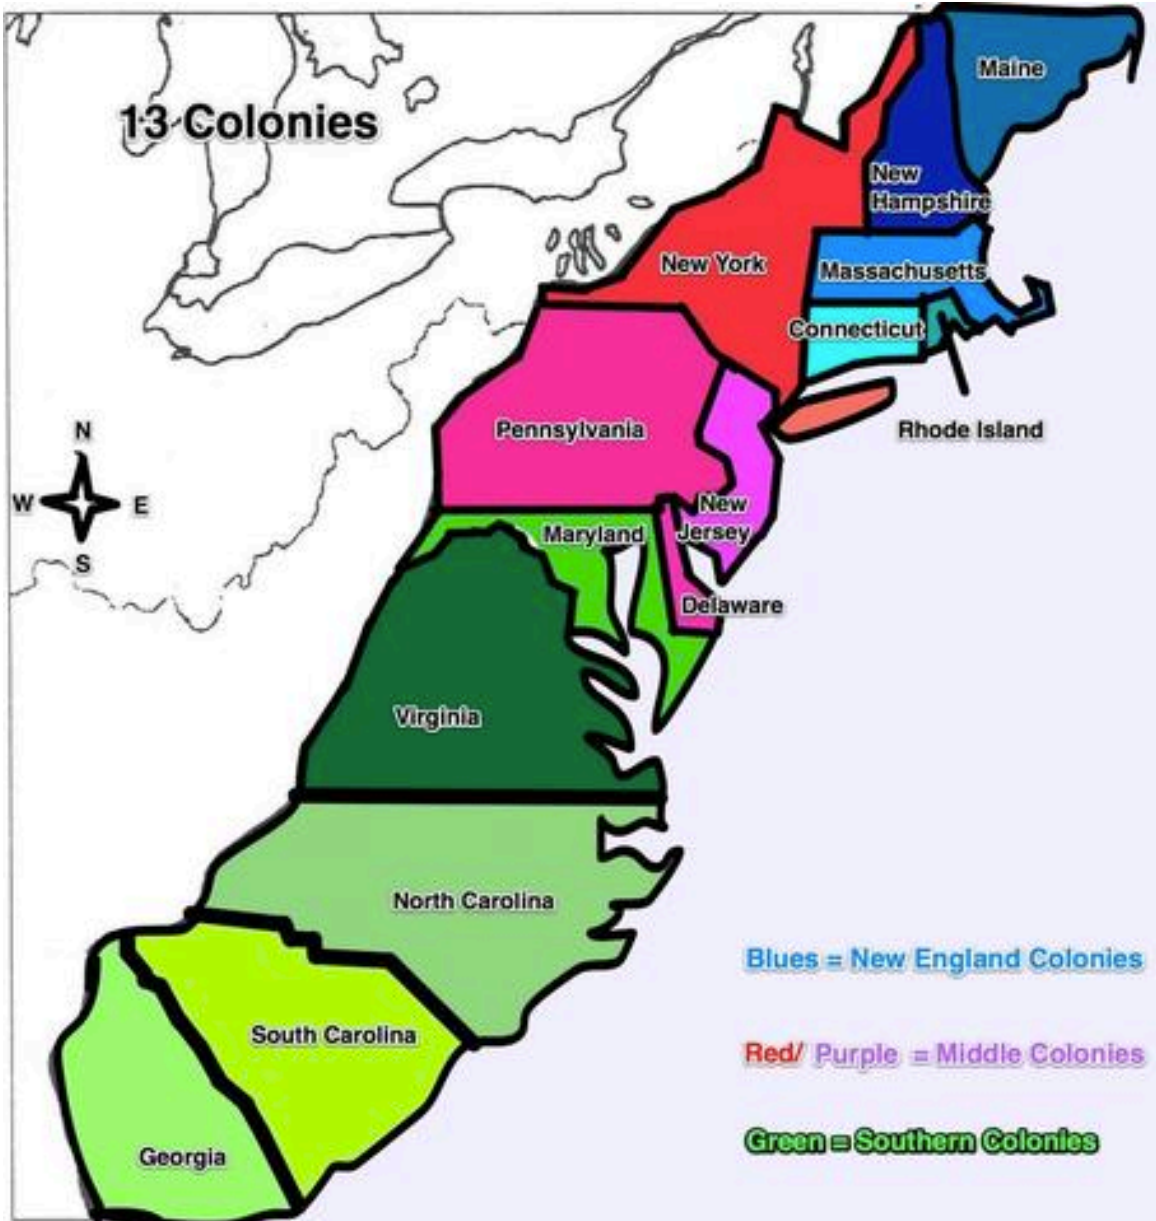 Maine
13 Colonies
New
Hampshire
New York
Massachusetts
Connecticut
Rhode Island
Pennsylvania
N
W E
S
New
Jersey
Maryland
Delaware
Virginia
North Carolina
South Carolina
Georgia
Blues = New England Colonies
Red/ Purple = Middle Colonies
Green = Southern Colonies